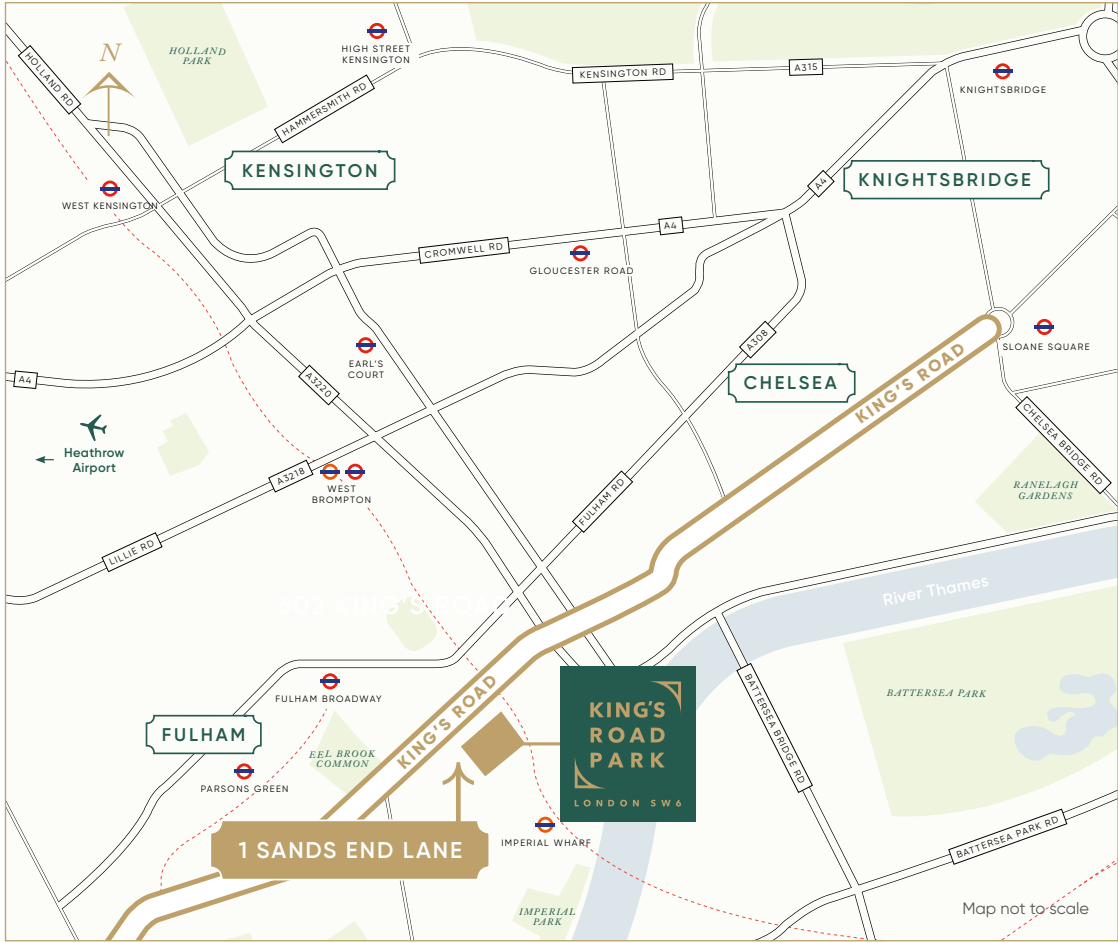 N
HOLLAND
PARK
HIGH STREET
KENSINGTON
HOLLAND RD
HAMMERSMITH RD
KENSINGTON RD
A315
KNIGHTSBRIDGE
KENSINGTON
KNIGHTSBRIDGE
A4
WEST KENSINGTON
CROMWELL RD
A4
GLOUCESTER ROAD
A308
SLOANE SQUARE
EARL'S
COURT
A4
A3220
CHELSEA
KING'S ROAD
CHELSEA BRIDGE RD
Heathrow
Airport
A3218
WEST
BROMPTON
FULHAM RD
RANELAGH
GARDENS
LILLIE RD
River Thames
602 KING'S ROAD
FULHAM BROADWAY
KING'S ROAD
BATTERSEA PARK
BATTERSEA BRIDGE RD
KING'S
ROAD
PARK
LONDON SW6
FULHAM
EEL BROOK
COMMON
PARSONS GREEN
1 SANDS END LANE
IMPERIAL WHARF
BATTERSEA PARK RD
IMPERIAL
PARK
Map not to scale